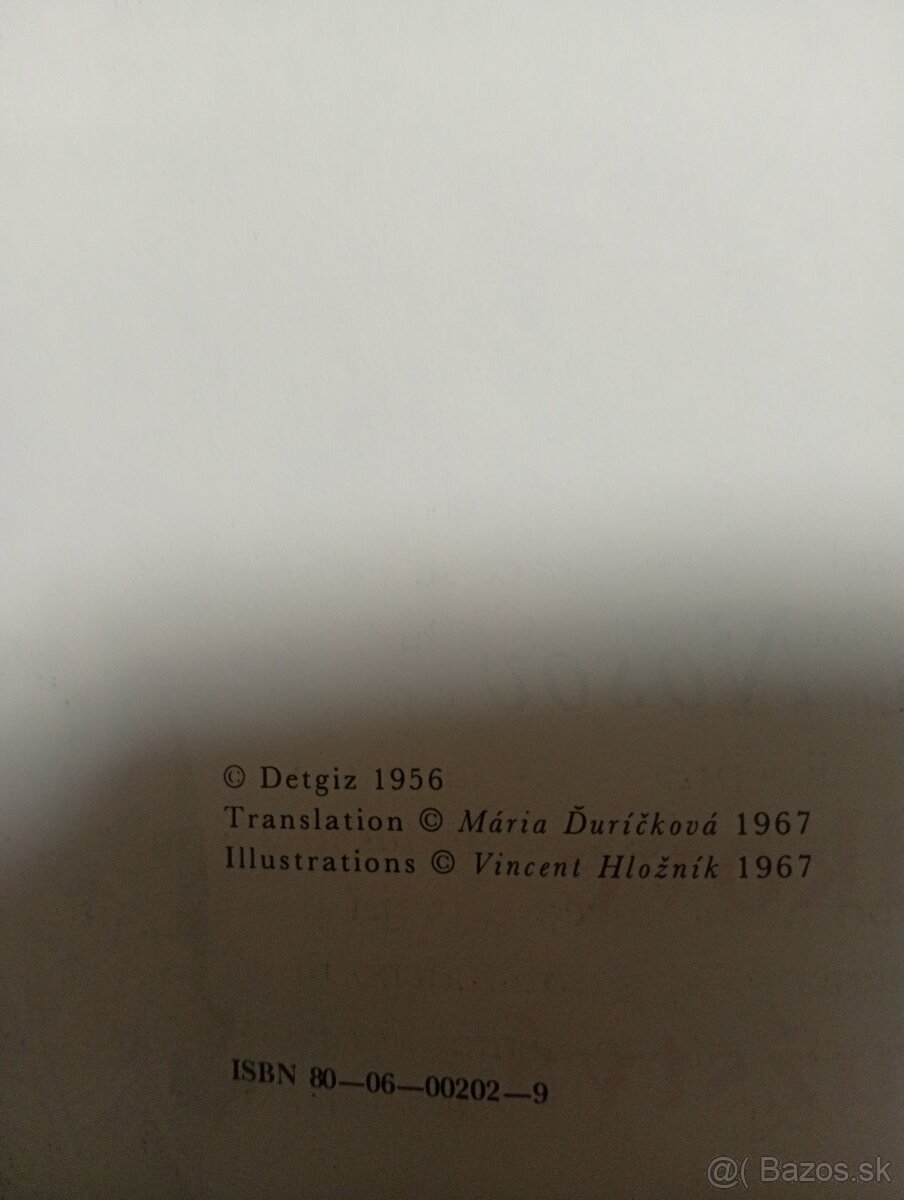 © Detgiz 1956
Translation © Mária Ďuríčková 1967
Illustrations © Vincent Hložník 1967
ISBN 80—06—00202—9
@( Bazos.sk